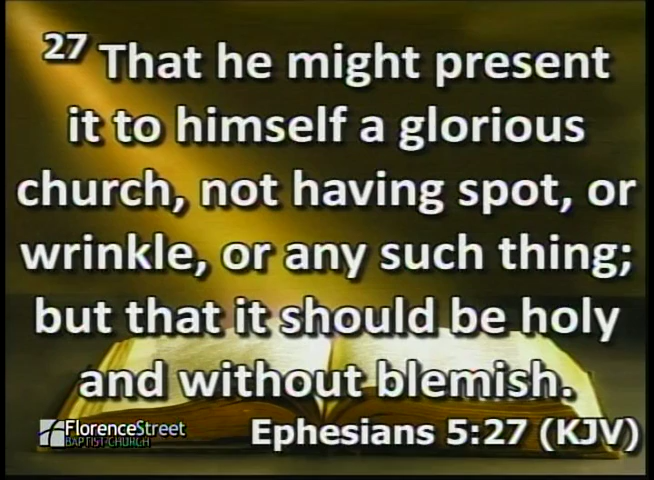 27 That he might present
it to himself a glorious
church, not having spot, or
wrinkle, or any such thing;
but that it should be holy
and without blemish.
FlorenceStreet
BAPTIST CHURCH
Ephesians 5:27 (KJV)